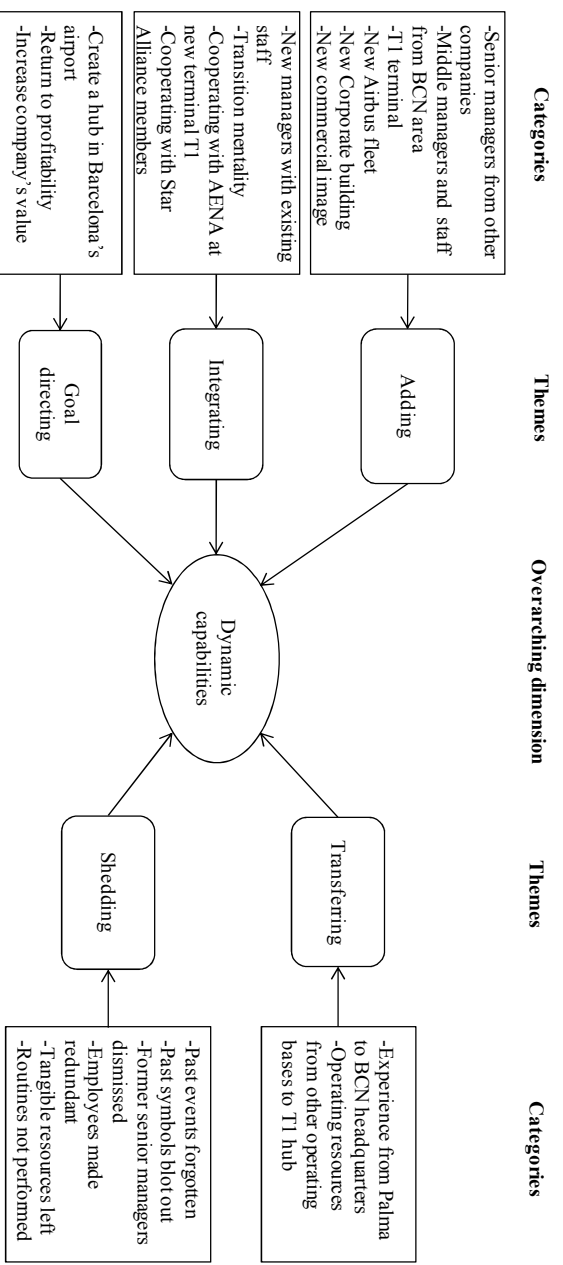 Categories
Themes
Overarching dimension
Themes
Categories
-Senior managers from other
companies
-Middle managers and staff
from BCN area
-T1 terminal
-New Airbus fleet
-New Corporate building
-New commercial image
-New managers with existing
staff
-Transition mentality
-Cooperating with AENA at
new terminal T1
-Cooperating with Star
Alliance members
-Create a hub in Barcelona’s
airport
-Return to profitability
-Increase company’s value
Adding
Integrating
Goal
directing
Dynamic
capabilities
Transferring
Shedding
-Experience from Palma
to BCN headquarters
-Operating resources
from other operating
bases to T1 hub
-Past events forgotten
-Past symbols blot out
-Former senior managers
dismissed
-Employees made
redundant
-Tangible resources left
-Routines not performed